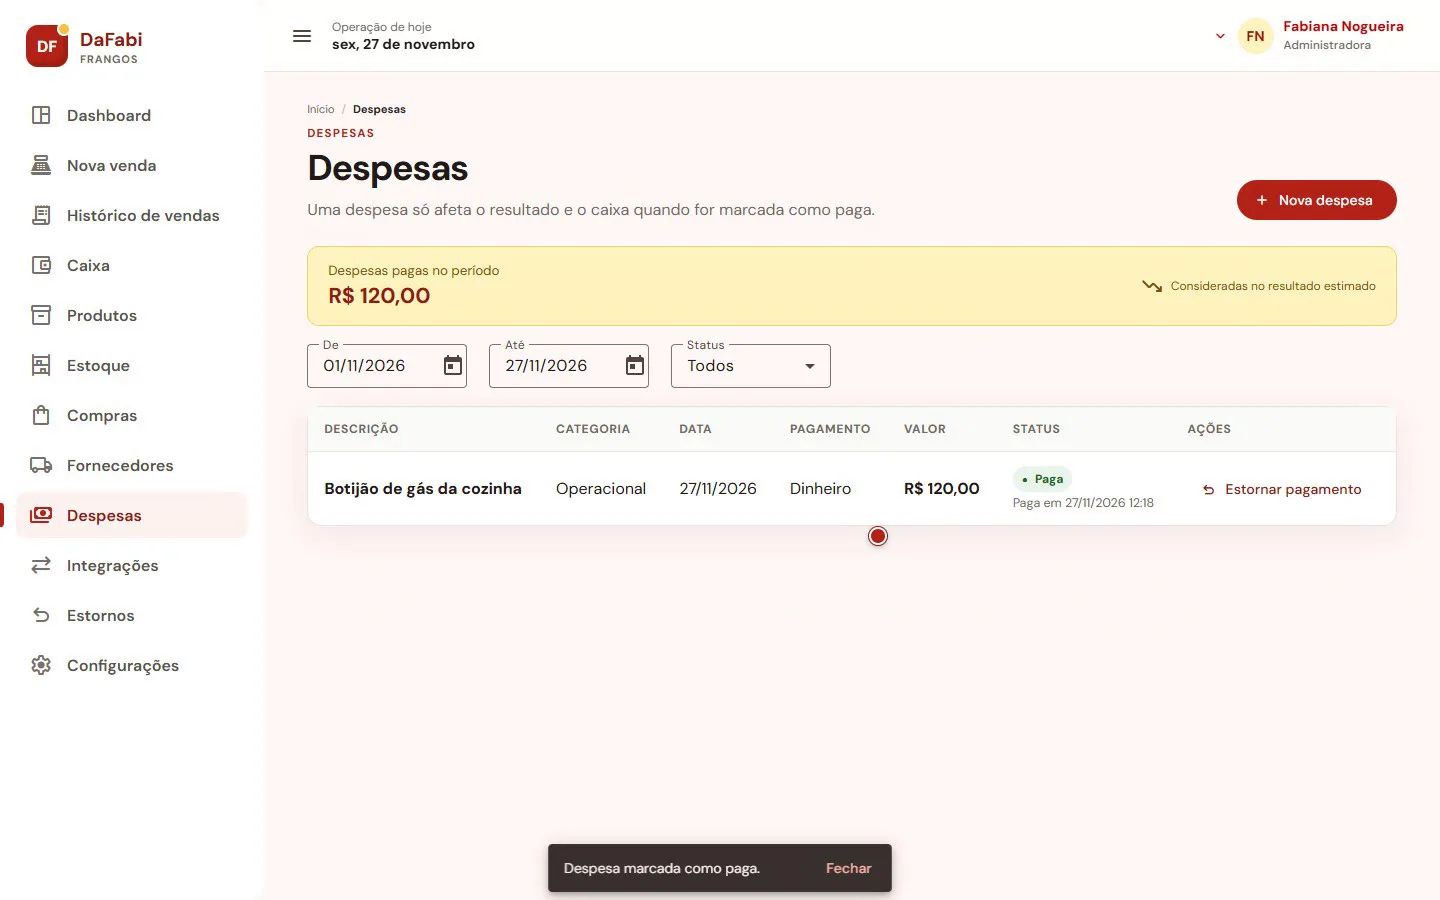 DF
DaFabi
FRANGOS
Dashboard
Nova venda
Histórico de vendas
Caixa
Produtos
Estoque
Compras
Fornecedores
Despesas
Integrações
Estornos
Configurações
Operação de hoje
sex, 27 de novembro
FN
Fabiana Nogueira
Administradora
Início / Despesas
DESPESAS
Despesas
Uma despesa só afeta o resultado e o caixa quando for marcada como paga.
+ Nova despesa
Despesas pagas no período
R$ 120,00
Consideradas no resultado estimado
De
01/11/2026
Até
27/11/2026
Status
Todos
DESCRIÇÃO CATEGORIA DATA PAGAMENTO VALOR STATUS AÇÕES
Botijão de gás da cozinha Operacional 27/11/2026 Dinheiro R$ 120,00 Paga Estornar pagamento
Paga em 27/11/2026 12:18
Despesa marcada como paga. Fechar